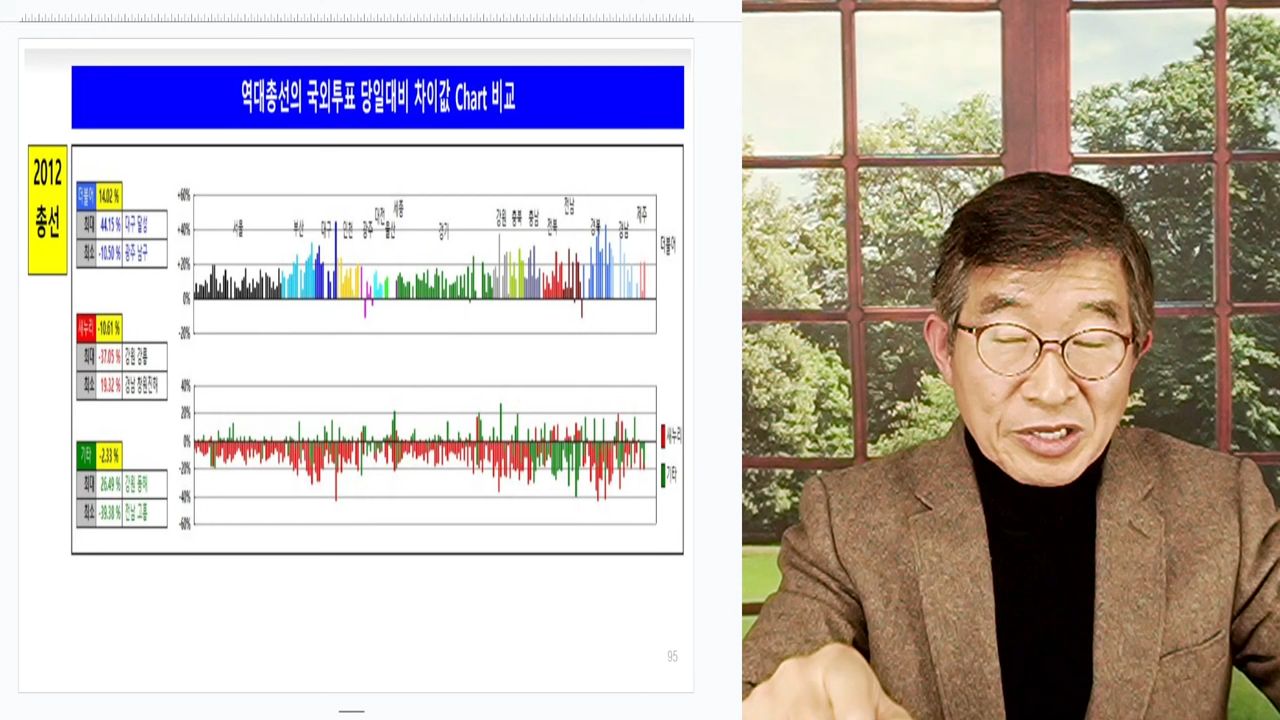 역대총선의 국외투표 당일대비 차이값 Chart 비교
2012
총선
더불어 14.02 %
최대 44.15 % 대구 달성
최소 -10.50 % 광주 남구
새누리 -10.61 %
최대 -37.05 % 강원 강릉
최소 19.32 % 경남 창원진해
기타 -2.33 %
최대 26.49 % 강원 동해
최소 -39.38 % 전남 고흥
+60%
+40%
+20%
0%
-20%
서울
부산
대구
인천
광주
대전
울산
세종
경기
강원
충북
충남
전북
전남
경북
경남
제주
더불어
40%
20%
0%
-20%
-40%
-60%
새누리
기타
95